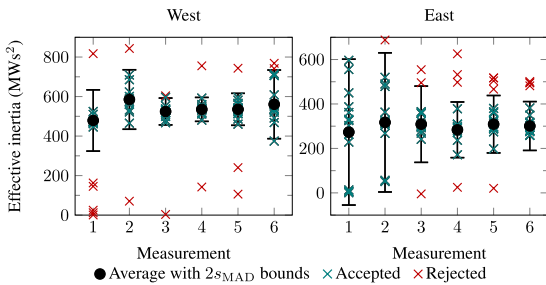 West
East
Effective inertia (MWs²)
800
600
400
200
0
1 2 3 4 5 6
Measurement
600
400
200
0
1 2 3 4 5 6
Measurement
Average with 2s_MAD bounds
Accepted
Rejected